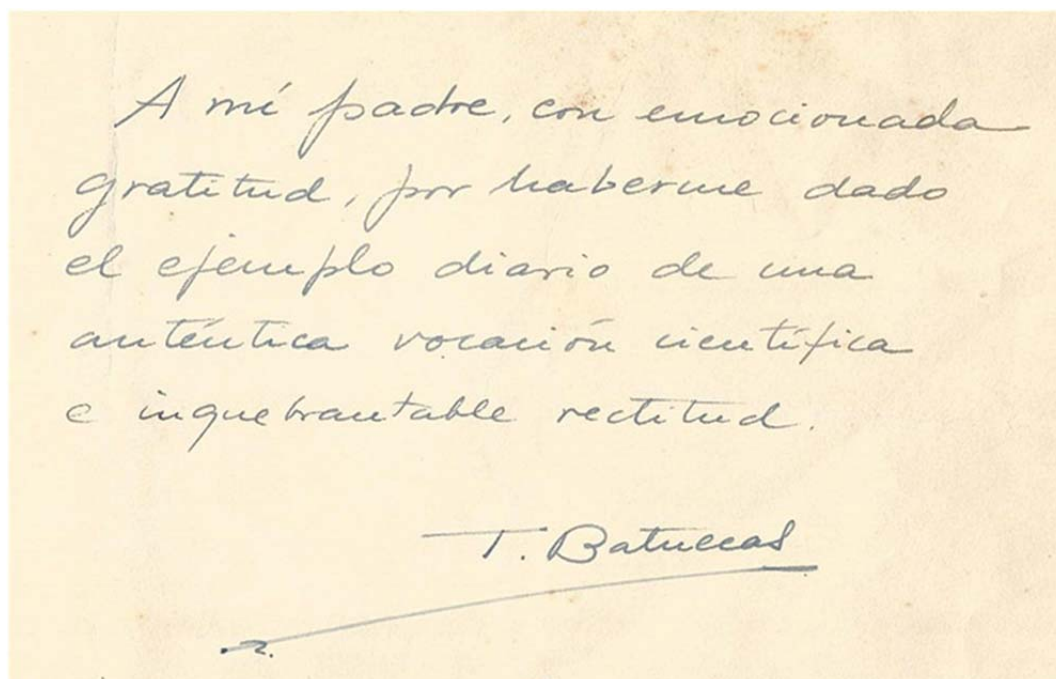 A mi padre, con emocionada
gratitud, por haberme dado
el ejemplo diario de una
auténtica vocación científica
e inquebrantable rectitud.
T. Batuecas